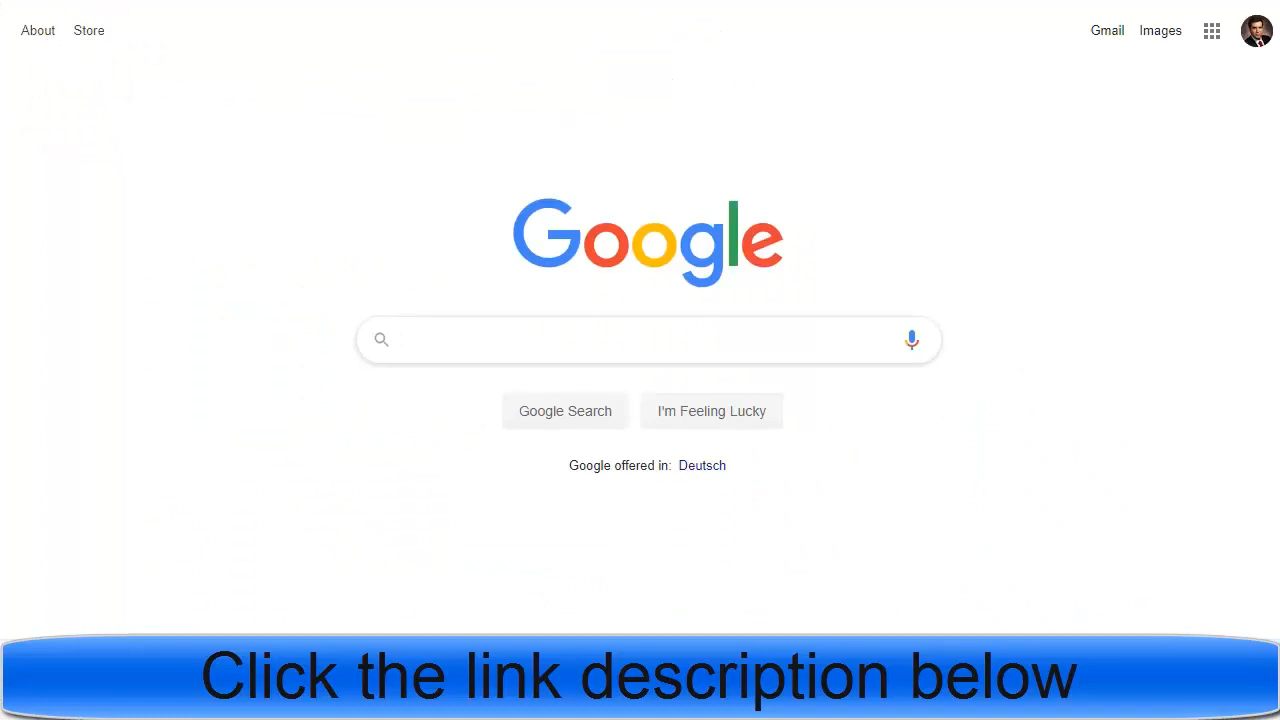 About Store Gmail Images
Google
Google Search I'm Feeling Lucky
Google offered in: Deutsch
Click the link description below